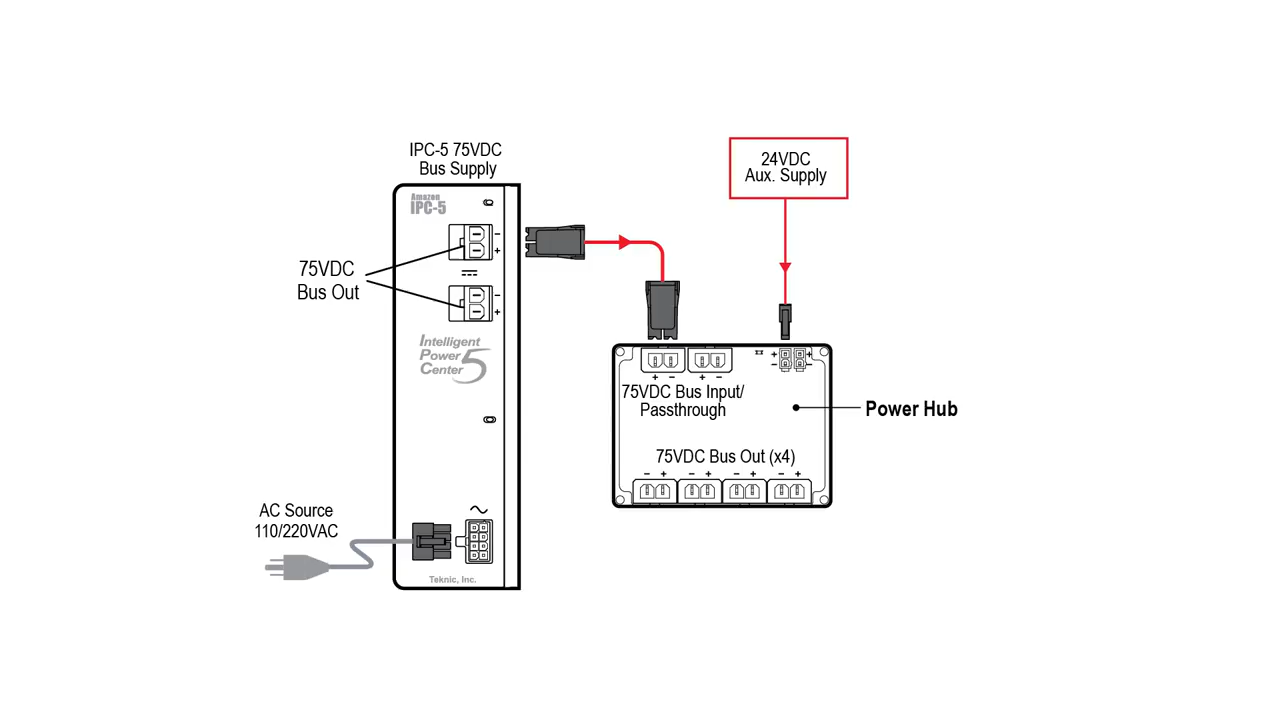 IPC-5 75VDC
Bus Supply
Amazon
IPC-5
−
+
75VDC
Bus Out
−
+
Intelligent
Power
Center 5
AC Source
110/220VAC
Teknic, Inc.
24VDC
Aux. Supply
+ − + −
+ +
− −
75VDC Bus Input/
Passthrough
Power Hub
75VDC Bus Out (x4)
− + − + − + − +